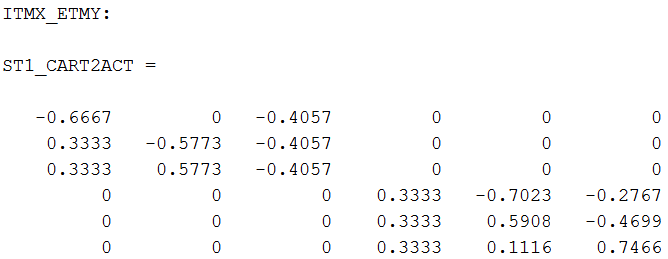 ITMX_ETMY:
ST1_CART2ACT =
-0.6667 0 -0.4057 0 0 0
0.3333 -0.5773 -0.4057 0 0 0
0.3333 0.5773 -0.4057 0 0 0
0 0 0 0.3333 -0.7023 -0.2767
0 0 0 0.3333 0.5908 -0.4699
0 0 0 0.3333 0.1116 0.7466